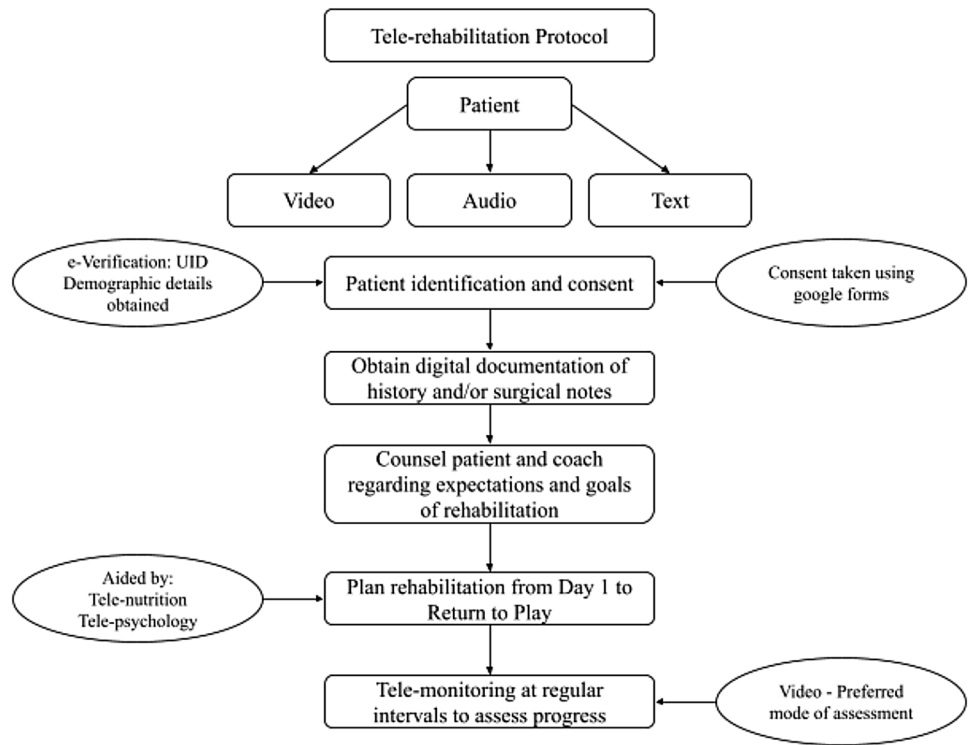 Tele-rehabilitation Protocol
Patient
Video
Audio
Text
e-Verification: UID
Demographic details
obtained
Patient identification and consent
Consent taken using
google forms
Obtain digital documentation of
history and/or surgical notes
Counsel patient and coach
regarding expectations and goals
of rehabilitation
Aided by:
Tele-nutrition
Tele-psychology
Plan rehabilitation from Day 1 to
Return to Play
Tele-monitoring at regular
intervals to assess progress
Video - Preferred
mode of assessment